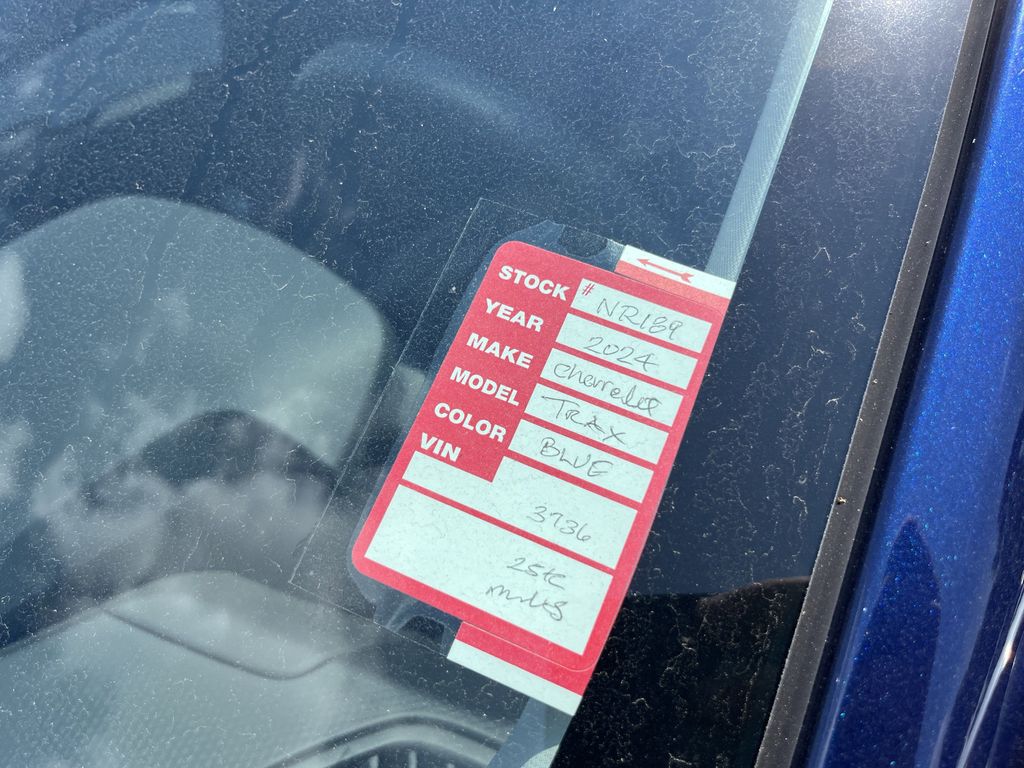 STOCK # NR189
YEAR 2024
MAKE Chevrolet
MODEL TRAX
COLOR BLUE
VIN
3736
25K
miles